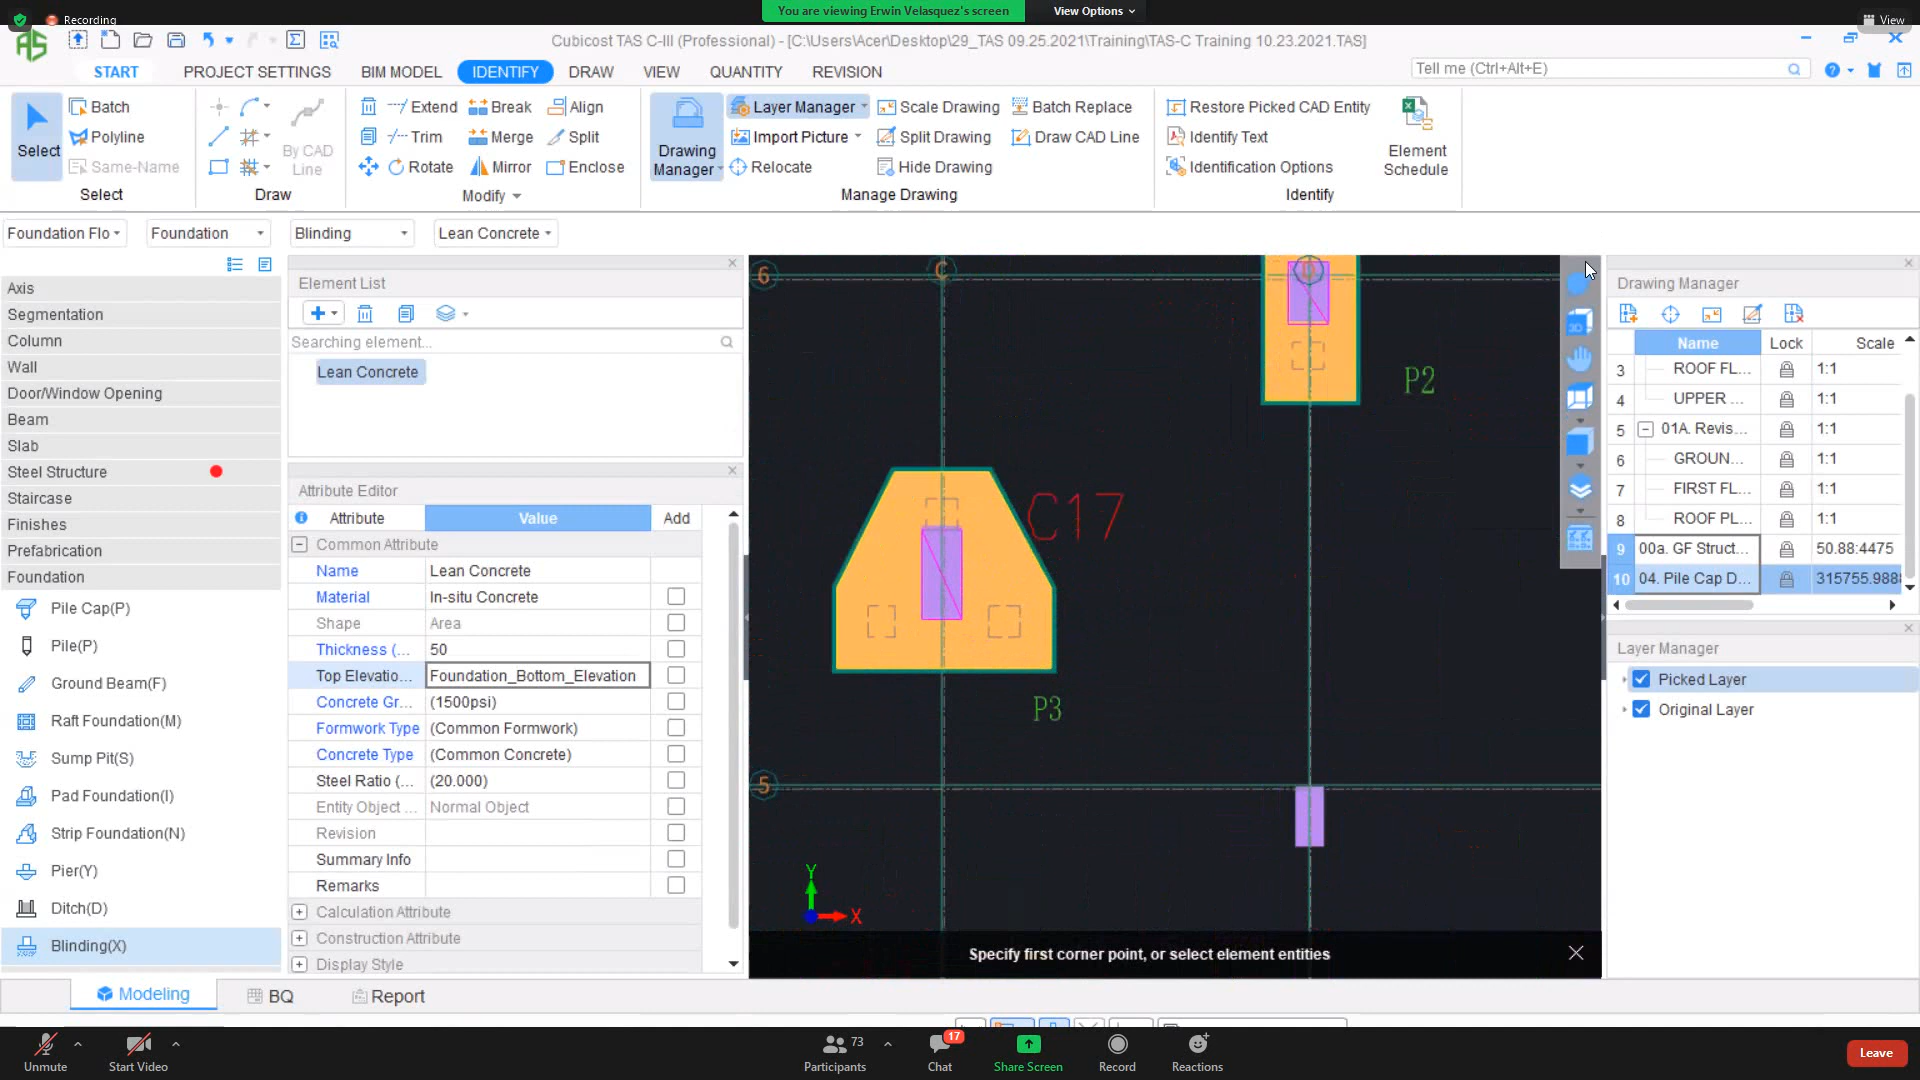 Recording
You are viewing Erwin Velasquez's screen
View Options
View
Cubicost TAS C-III (Professional) - [C:\Users\Acer\Desktop\29_TAS 09.25.2021\Training\TAS-C Training 10.23.2021.TAS]
START
PROJECT SETTINGS
BIM MODEL
IDENTIFY
DRAW
VIEW
QUANTITY
REVISION
Tell me (Ctrl+Alt+E)
Select
Batch
Polyline
Same-Name
Select
By CAD
Line
Draw
Extend
Trim
Rotate
Break
Merge
Mirror
Align
Split
Enclose
Modify
Drawing
Manager
Layer Manager
Import Picture
Relocate
Scale Drawing
Split Drawing
Hide Drawing
Batch Replace
Draw CAD Line
Manage Drawing
Restore Picked CAD Entity
Identify Text
Identification Options
Element
Schedule
Identify
Foundation Flo
Foundation
Blinding
Lean Concrete
Axis
Segmentation
Column
Wall
Door/Window Opening
Beam
Slab
Steel Structure
Staircase
Finishes
Prefabrication
Foundation
Pile Cap(P)
Pile(P)
Ground Beam(F)
Raft Foundation(M)
Sump Pit(S)
Pad Foundation(I)
Strip Foundation(N)
Pier(Y)
Ditch(D)
Blinding(X)
Element List
Searching element...
Lean Concrete
Attribute Editor
Attribute Value Add
Common Attribute
Name Lean Concrete
Material In-situ Concrete
Shape Area
Thickness (... 50
Top Elevatio... Foundation_Bottom_Elevation
Concrete Gr... (1500psi)
Formwork Type (Common Formwork)
Concrete Type (Common Concrete)
Steel Ratio (... (20.000)
Entity Object ... Normal Object
Revision
Summary Info
Remarks
Calculation Attribute
Construction Attribute
Display Style
6
C
D
P2
C17
P3
5
Y
X
3D
Specify first corner point, or select element entities
Drawing Manager
Name Lock Scale
3 ROOF FL... 1:1
4 UPPER ... 1:1
5 01A. Revis... 1:1
6 GROUN... 1:1
7 FIRST FL... 1:1
8 ROOF PL... 1:1
9 00a. GF Struct... 50.88:4475
10 04. Pile Cap D... 315755.988
Layer Manager
Picked Layer
Original Layer
Modeling
BQ
Report
Unmute
Start Video
73
Participants
17
Chat
Share Screen
Record
Reactions
Leave